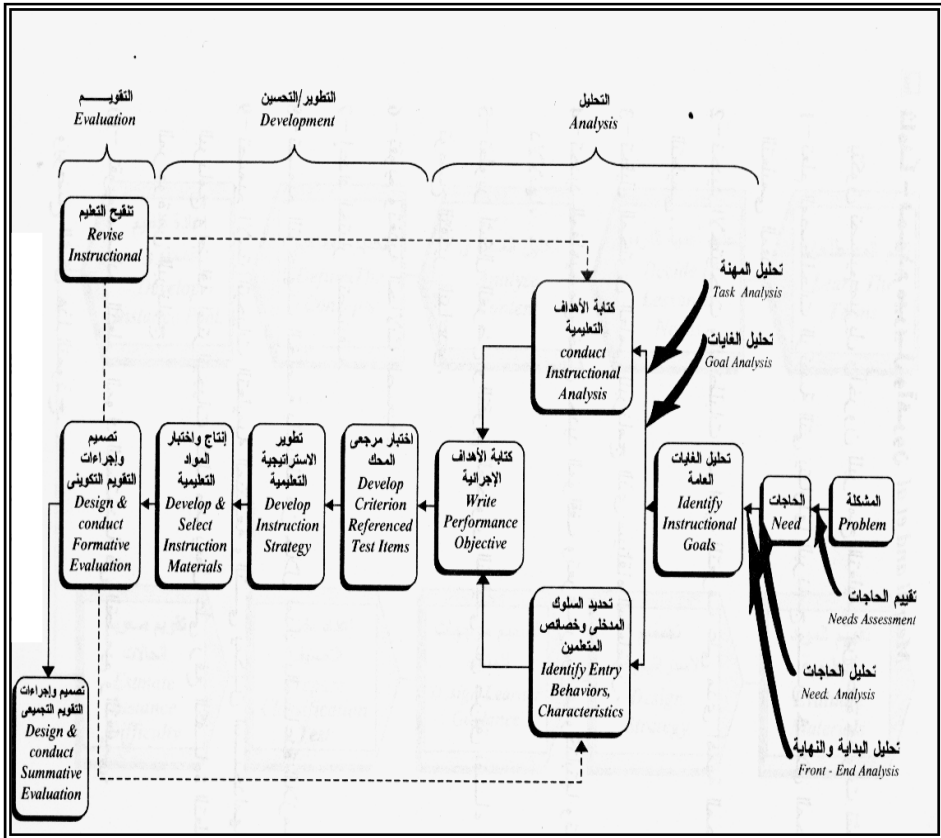 التقويـــــم
Evaluation
التطوير/التحسين
Development
التحليل
Analysis
تنقيح التعليم
Revise
Instructional
تحليل المهنة
Task Analysis
تحليل الغايات
Goal Analysis
كتابة الأهداف
التعليمية
conduct
Instructional
Analysis
المشكلة
Problem
الحاجات
Need
تحليل الغايات
العامة
Identify
Instructional
Goals
كتابة الأهداف
الإجرائية
Write
Performance
Objective
اختبار مرجعى
المحك
Develop
Criterion
Referenced
Test Items
تطوير
الاستراتيجية
التعليمية
Develop
Instruction
Strategy
إنتاج واختبار
المواد
التعليمية
Develop &
Select
Instruction
Materials
تصميم
وإجراءات
التقويم التكوينى
Design &
conduct
Formative
Evaluation
تحديد السلوك
المدخلى وخصائص
المتعلمين
Identify Entry
Behaviors,
Characteristics
تقييم الحاجات
Needs Assessment
تحليل الحاجات
Need. Analysis
تحليل البداية والنهاية
Front - End Analysis
تصميم وإجراءات
التقويم التجميعى
Design &
conduct
Summative
Evaluation